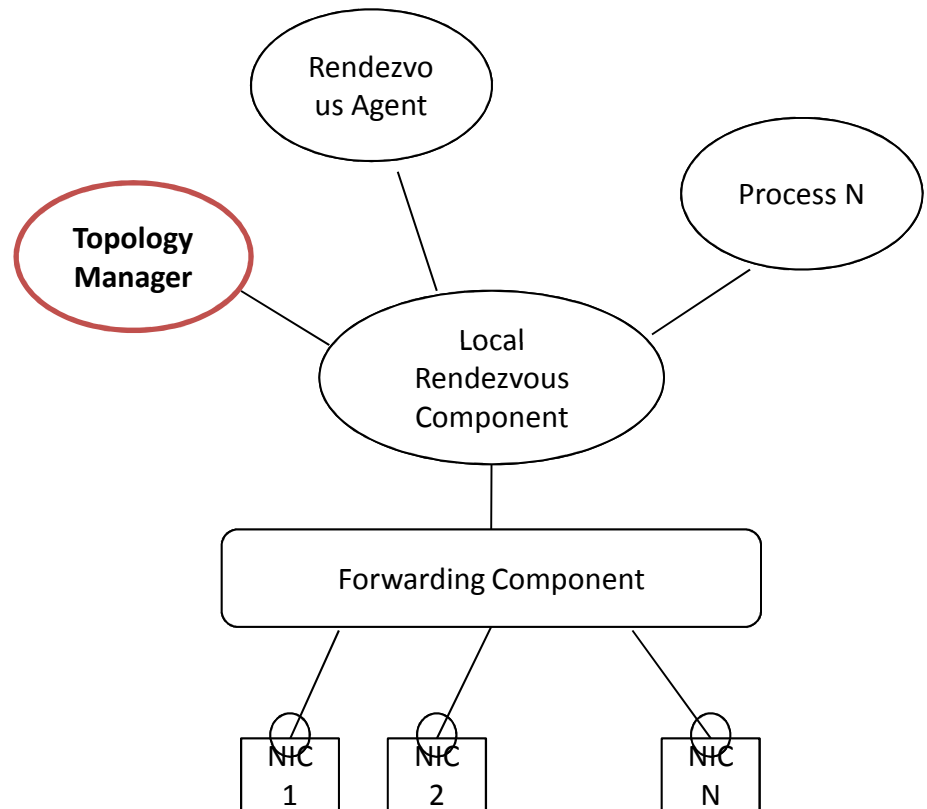 Rendezvo
us Agent
Process N
Topology
Manager
Local
Rendezvous
Component
Forwarding Component
NIC
1
NIC
2
NIC
N